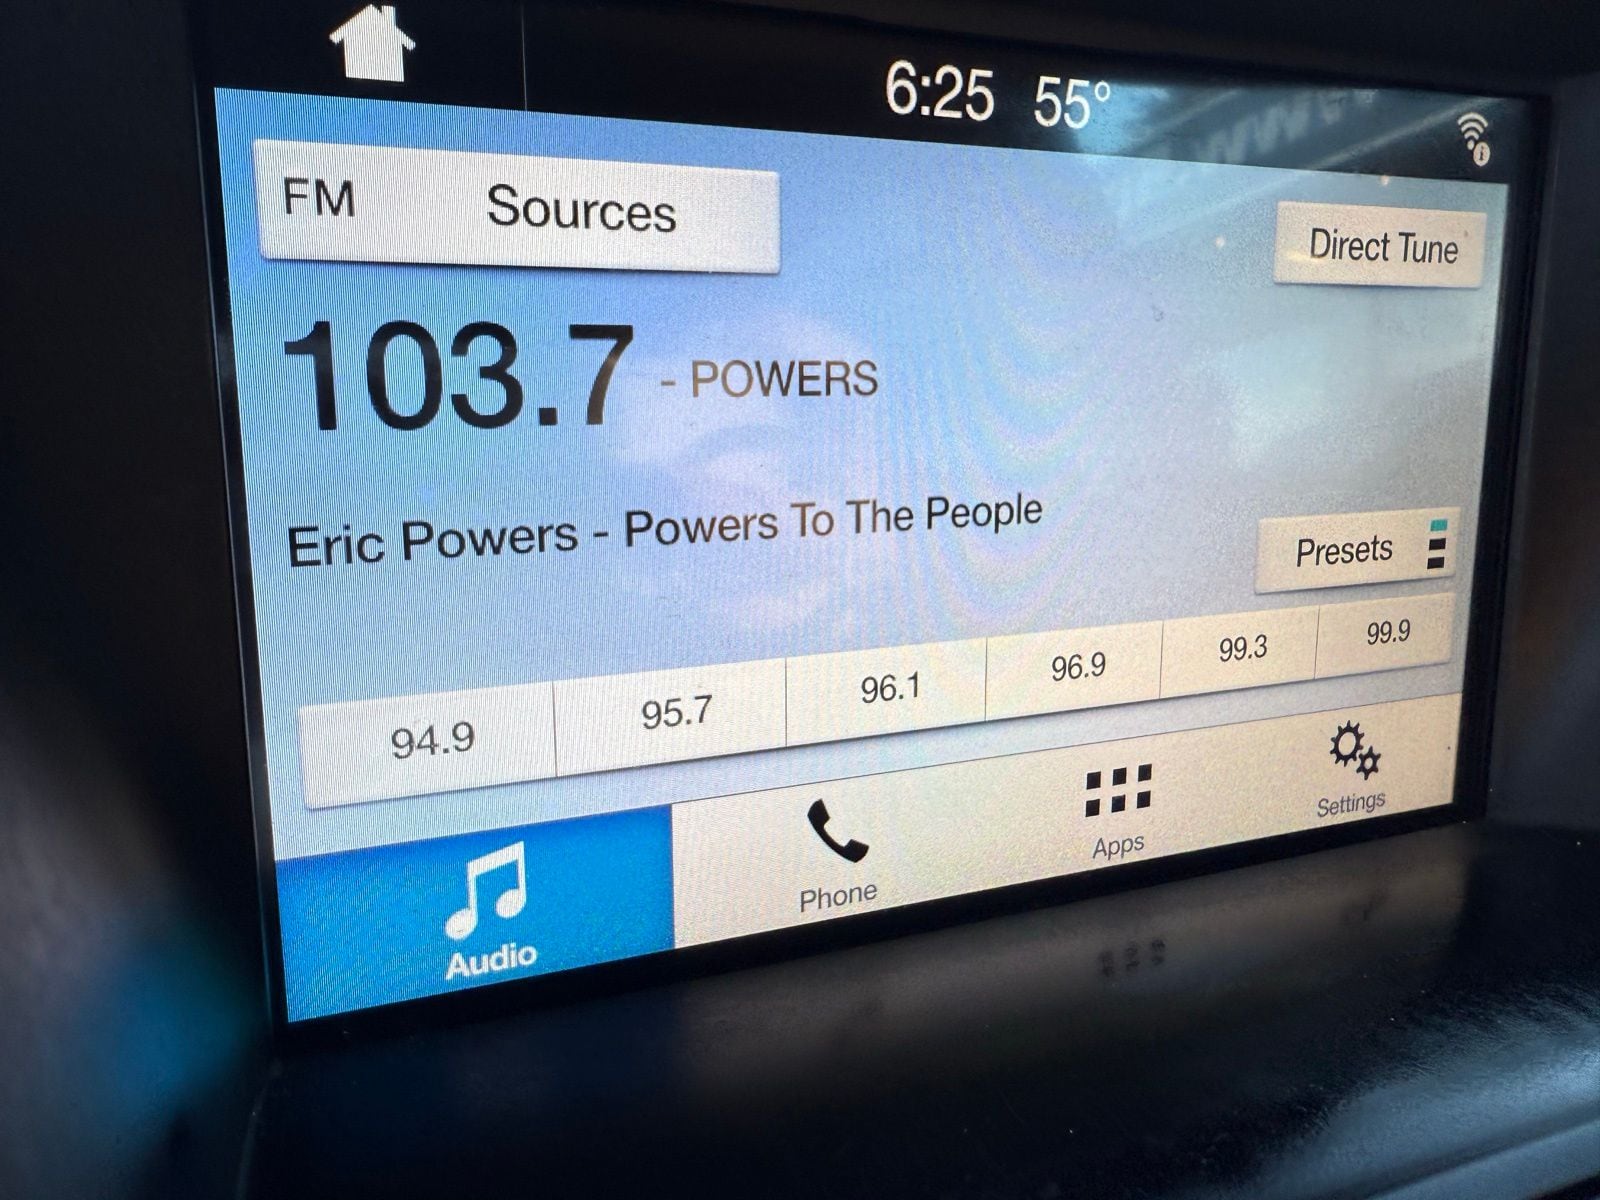 6:25 55°
FM Sources
Direct Tune
103.7 - POWERS
Eric Powers - Powers To The People
Presets
94.9 95.7 96.1 96.9 99.3 99.9
Audio Phone Apps Settings